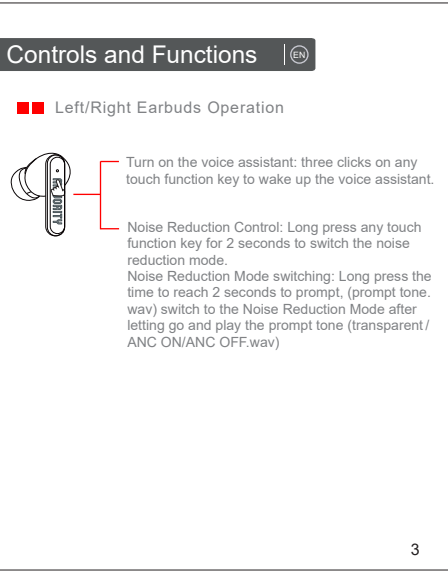 Controls and Functions
EN
Left/Right Earbuds Operation
Turn on the voice assistant: three clicks on any
touch function key to wake up the voice assistant.
Noise Reduction Control: Long press any touch
function key for 2 seconds to switch the noise
reduction mode.
Noise Reduction Mode switching: Long press the
time to reach 2 seconds to prompt, (prompt tone.
wav) switch to the Noise Reduction Mode after
letting go and play the prompt tone (transparent/
ANC ON/ANC OFF.wav)
3